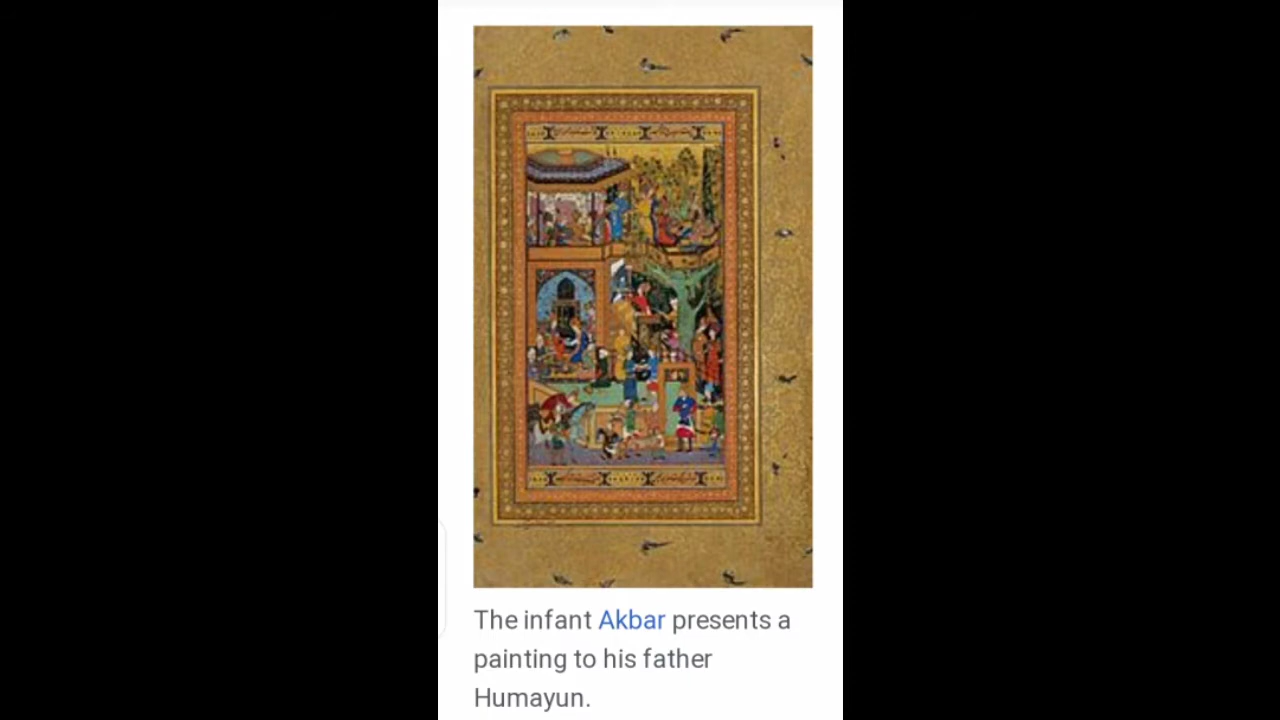 The infant Akbar presents a
painting to his father
Humayun.